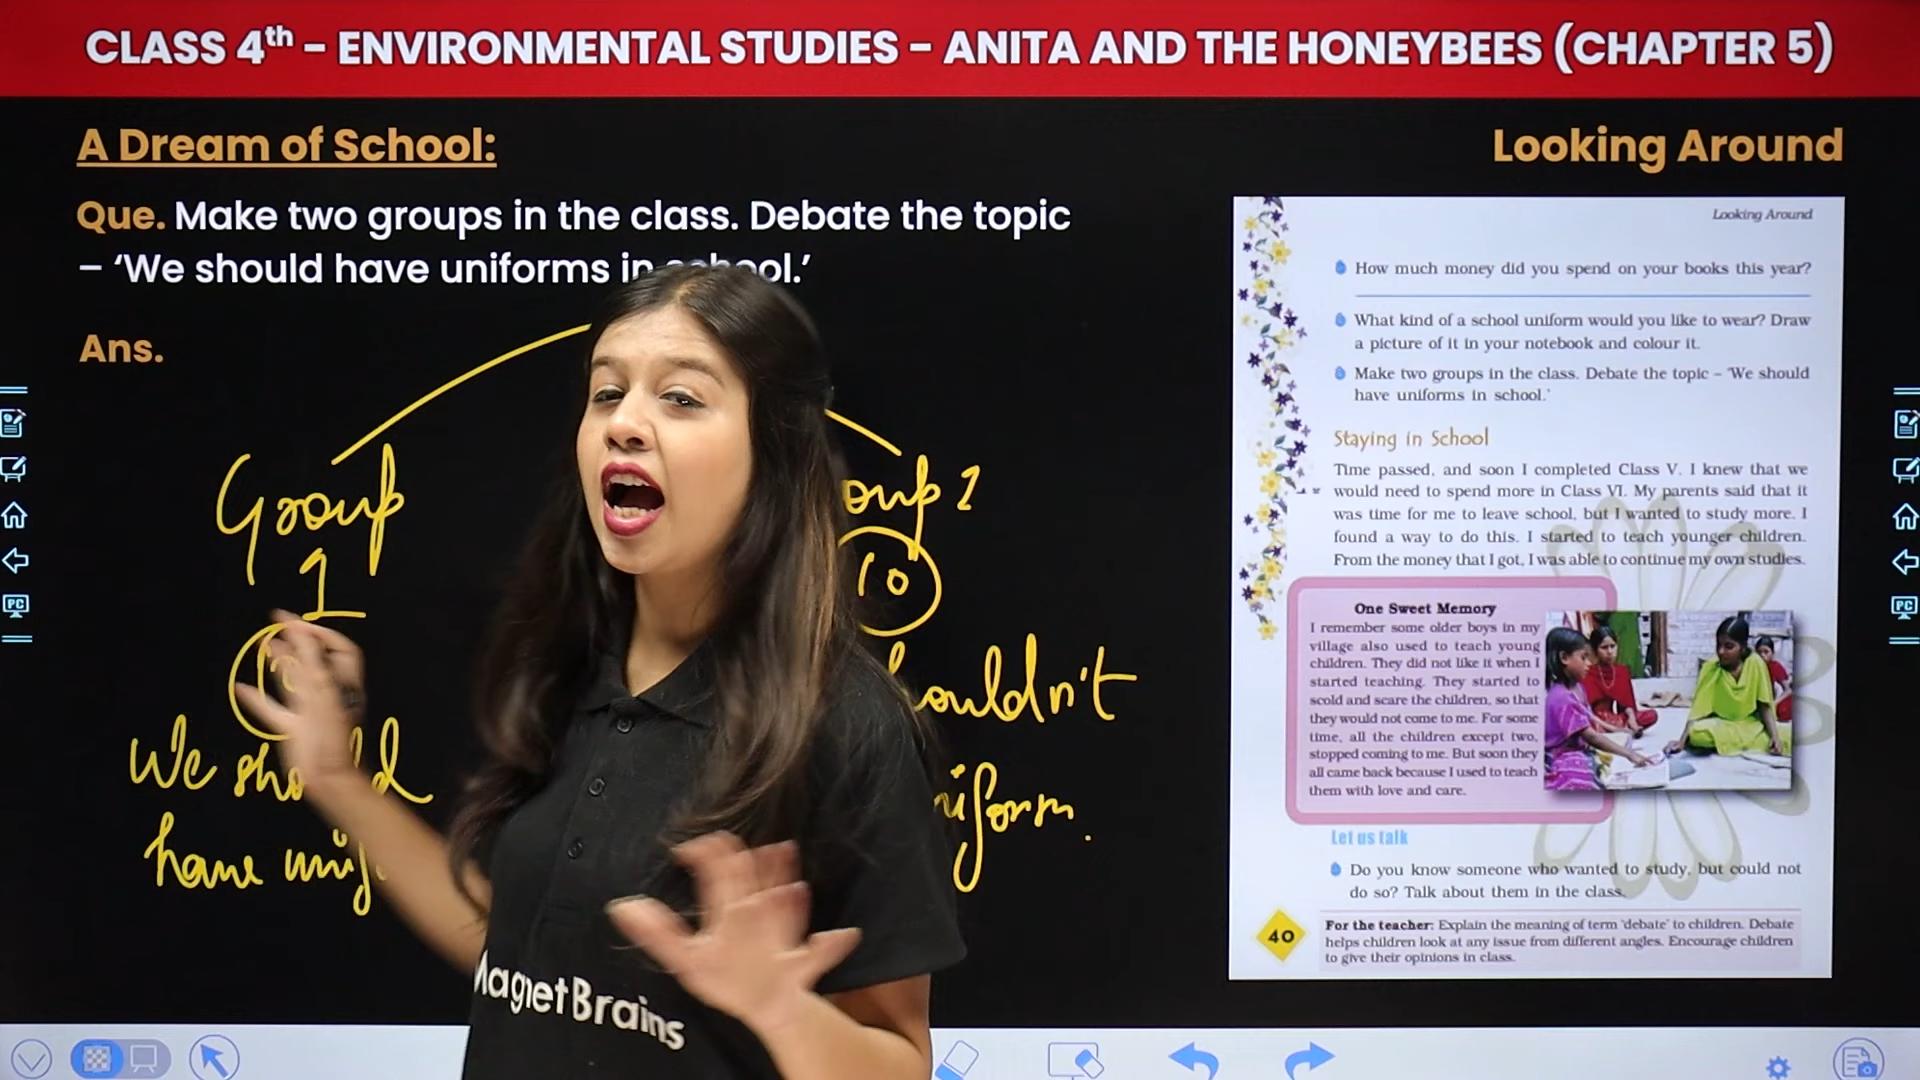 CLASS 4th – ENVIRONMENTAL STUDIES – ANITA AND THE HONEYBEES (CHAPTER 5)
A Dream of School:
Que. Make two groups in the class. Debate the topic
– ‘We should have uniforms in school.’
Ans.
Group
1
We should
have
oup 2
10
ouldn't
niform.
MagnetBrains
Looking Around
Looking Around
How much money did you spend on your books this year?
What kind of a school uniform would you like to wear? Draw
a picture of it in your notebook and colour it.
Make two groups in the class. Debate the topic – ‘We should
have uniforms in school.’
Staying in School
Time passed, and soon I completed Class V. I knew that we
would need to spend more in Class VI. My parents said that it
was time for me to leave school, but I wanted to study more. I
found a way to do this. I started to teach younger children.
From the money that I got, I was able to continue my own studies.
One Sweet Memory
I remember some older boys in my
village also used to teach young
children. They did not like it when I
started teaching. They started to
scold and scare the children, so that
they would not come to me. For some
time, all the children except two,
stopped coming to me. But soon they
all came back because I used to teach
them with love and care.
Let us talk
Do you know someone who wanted to study, but could not
do so? Talk about them in the class.
40
For the teacher: Explain the meaning of term ‘debate’ to children. Debate
helps children look at any issue from different angles. Encourage children
to give their opinions in class.
PC
PC